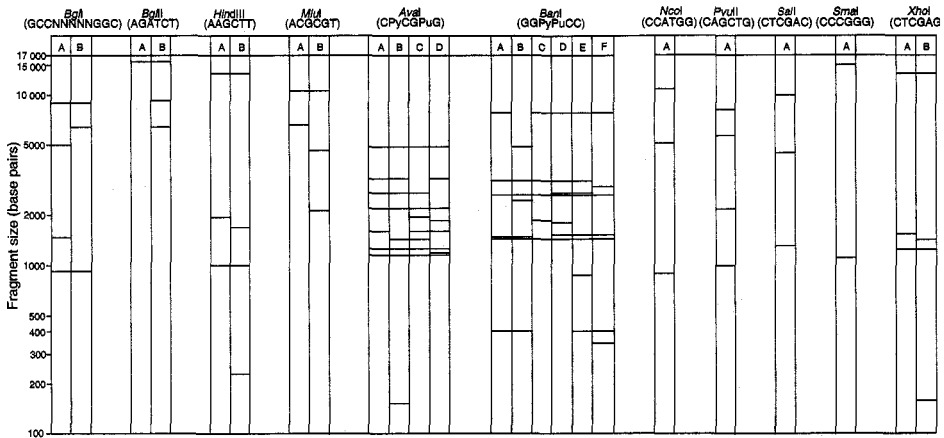 BglI BglII HindIII MluI AvaI BanI NcoI PvuII SalI SmaI XhoI
(GCCNNNNNGGC) (AGATCT) (AAGCTT) (ACGCGT) (CPyCGPuG) (GGPyPuCC) (CCATGG) (CAGCTG) (CTCGAC) (CCCGGG) (CTCGAG)
A B A B A B A B A B C D A B C D E F A A A A A B
17 000
15 000
10 000
5000
2000
1000
500
400
300
200
100
Fragment size (base pairs)